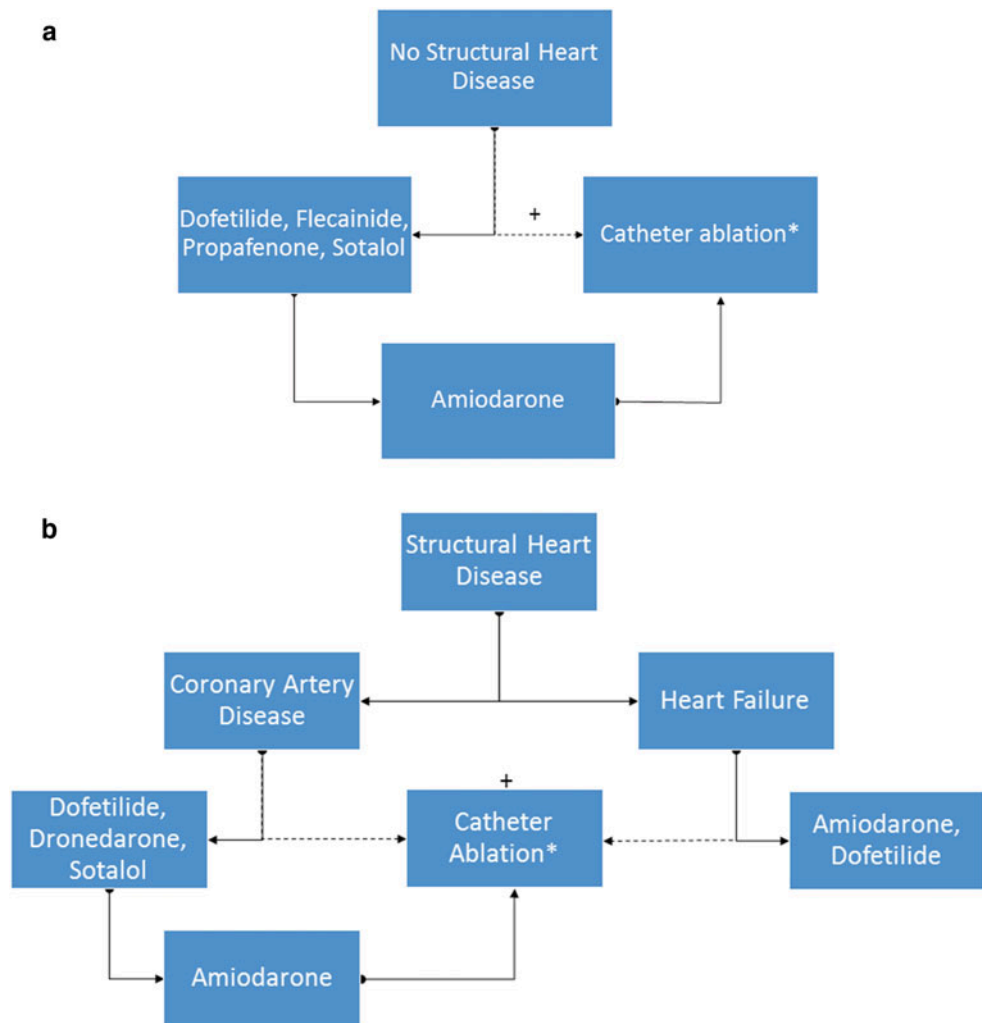 a
No Structural Heart
Disease
Dofetilide, Flecainide,
Propafenone, Sotalol
+
Catheter ablation*
Amiodarone
b
Structural Heart
Disease
Coronary Artery
Disease
Heart Failure
Dofetilide,
Dronedarone,
Sotalol
+
Catheter
Ablation*
Amiodarone,
Dofetilide
Amiodarone